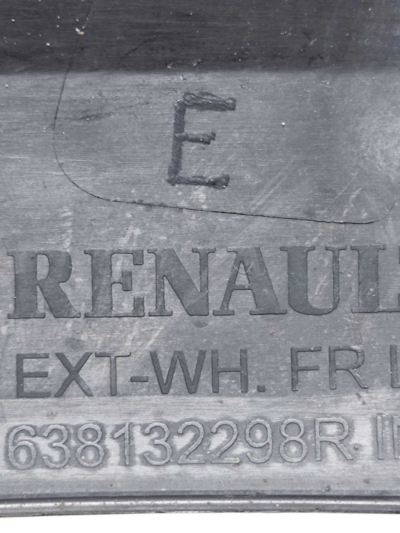 E
RENAUL
EXT-WH. FR L
638132298R I